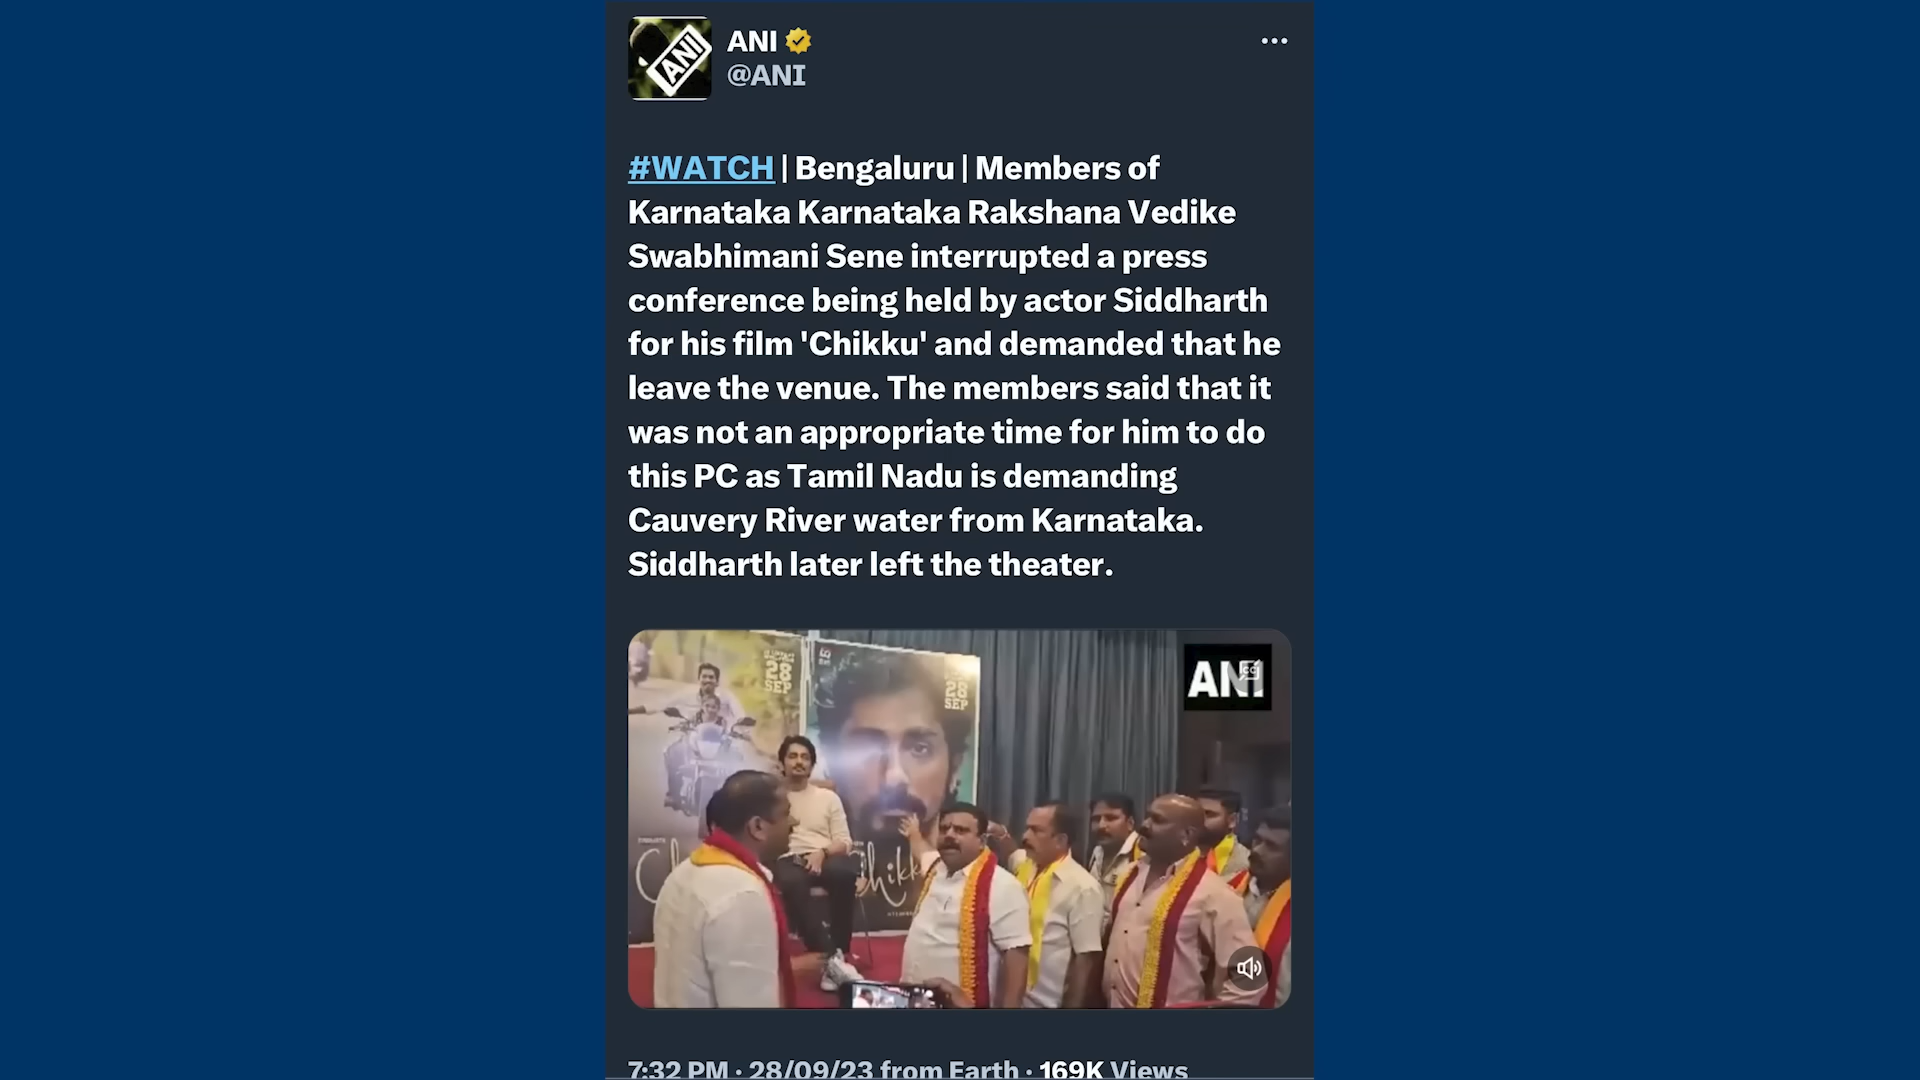 ANI
ANI
@ANI
#WATCH | Bengaluru | Members of
Karnataka Karnataka Rakshana Vedike
Swabhimani Sene interrupted a press
conference being held by actor Siddharth
for his film 'Chikku' and demanded that he
leave the venue. The members said that it
was not an appropriate time for him to do
this PC as Tamil Nadu is demanding
Cauvery River water from Karnataka.
Siddharth later left the theater.
28
SEP
28
SEP
ANI
Chikk
7:32 PM · 28/09/23 from Earth · 169K Views